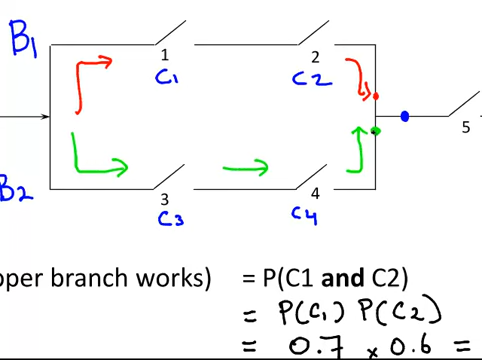 B1
1
2
C1
C2
5
B2
3
4
C3
C4
pper branch works) = P(C1 and C2)
= P(C1) P(C2)
= 0.7 x 0.6 =